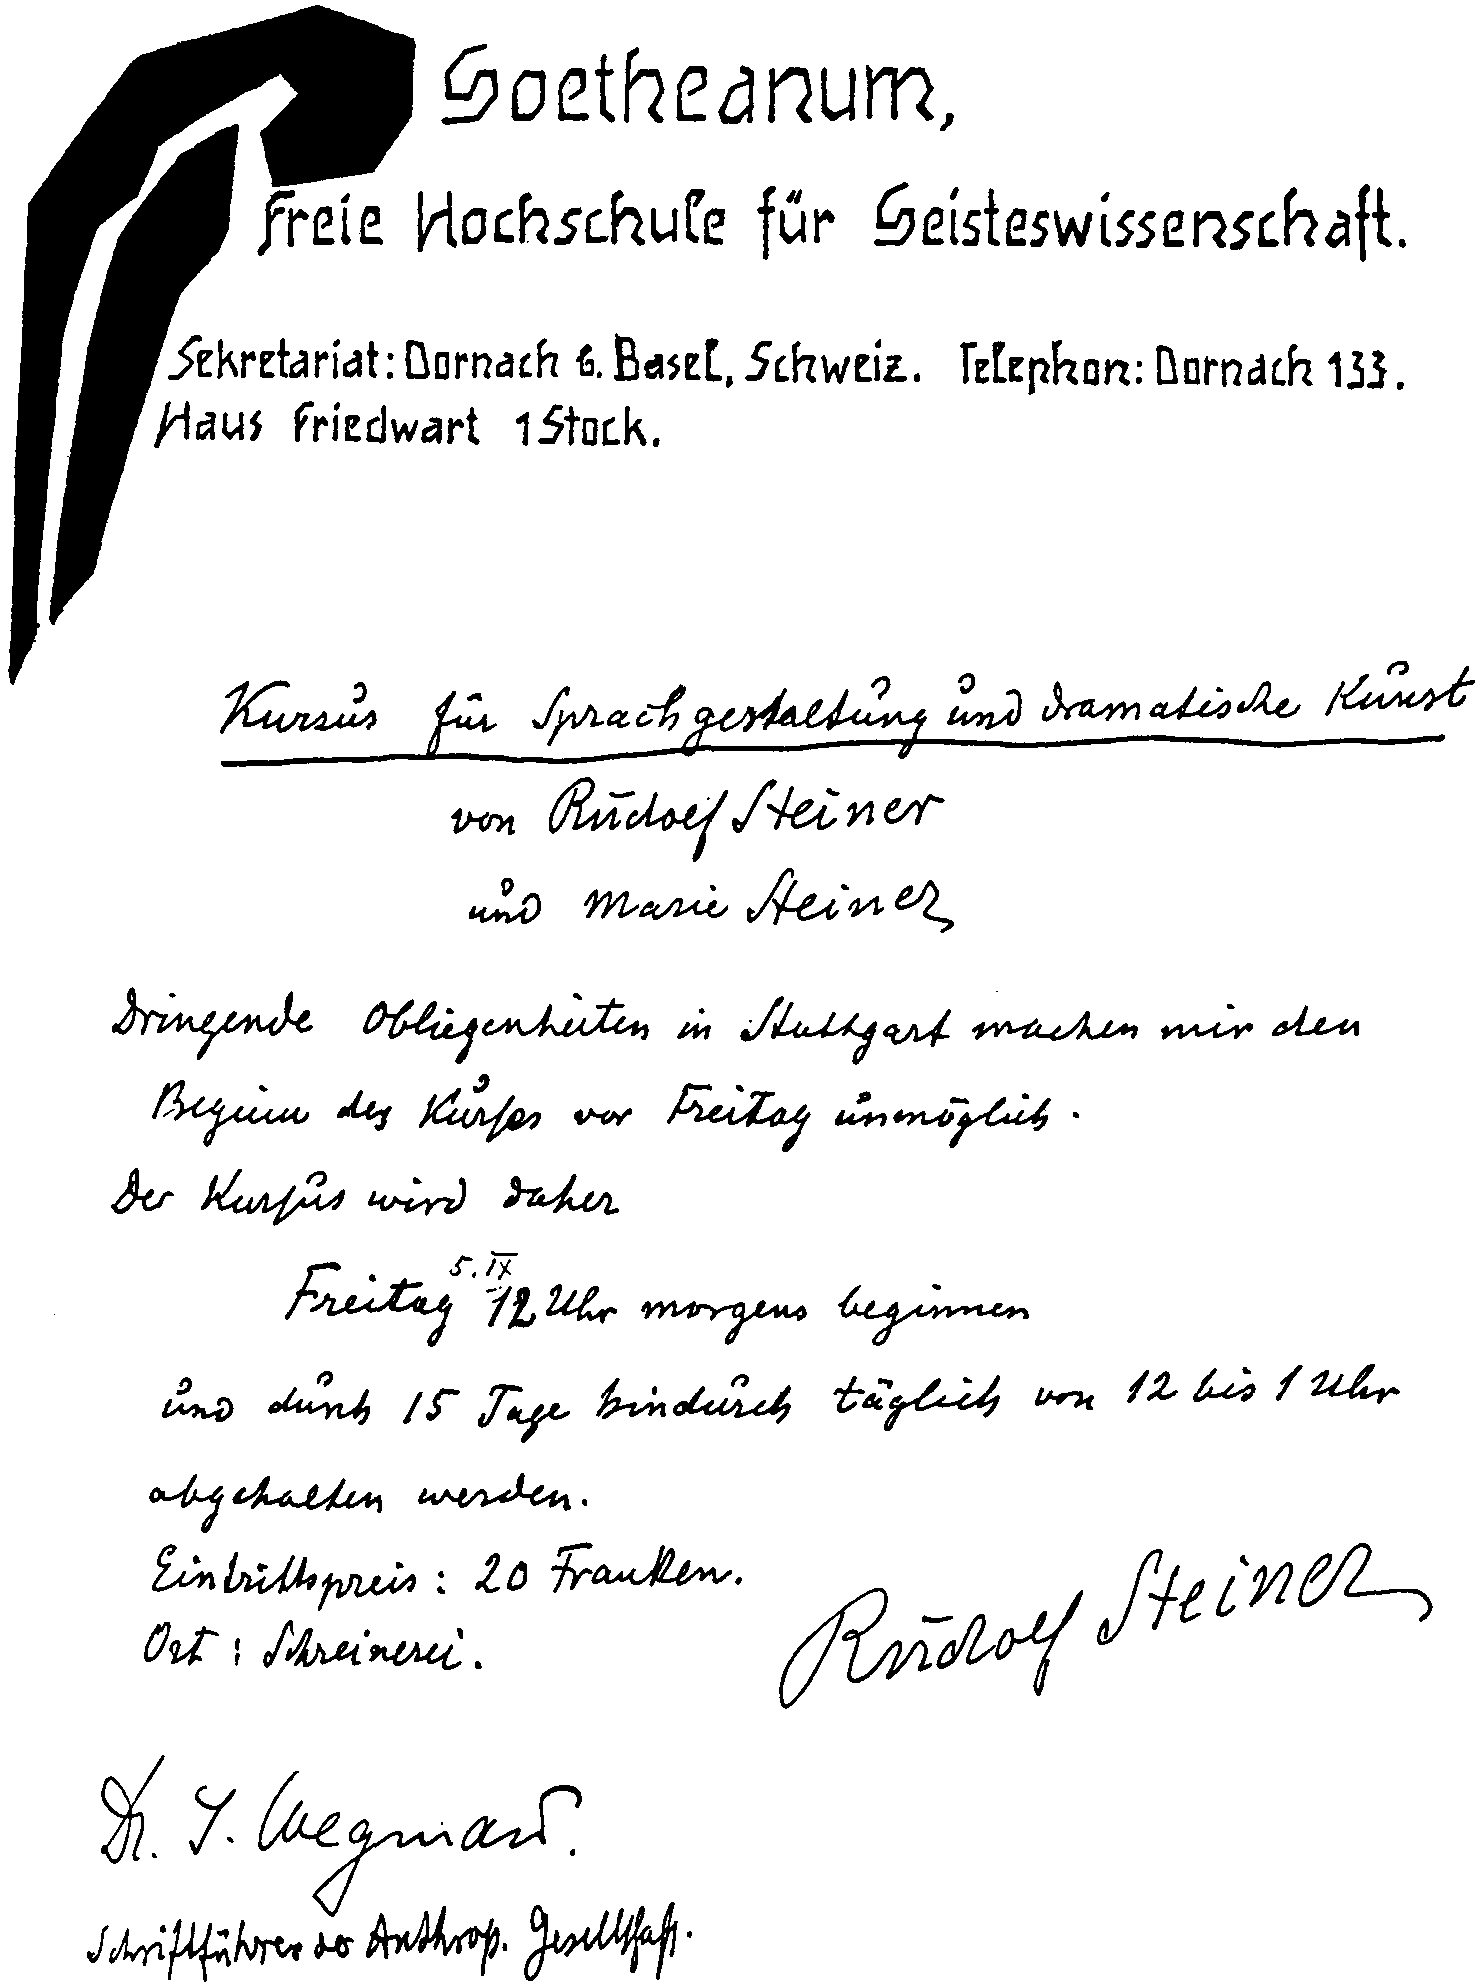 Goetheanum,
Freie Hochschule für Geisteswissenschaft.
Sekretariat: Dornach b. Basel, Schweiz. Telephon: Dornach 133.
Haus Friedwart 1 Stock.
Kursus für Sprachgestaltung und dramatische Kunst
von Rudolf Steiner
und Marie Steiner
Dringende Obliegenheiten in Stuttgart machen mir den
Beginn des Kurses vor Freitag unmöglich.
Der Kursus wird daher
5. IX
Freitag 12 Uhr morgens beginnen
und durch 15 Tage hindurch täglich von 12 bis 1 Uhr
abgehalten werden.
Eintrittspreis: 20 Franken.
Ort: Schreinerei.
Rudolf Steiner
Dr. I. Wegman.
Schriftführer der Anthrop. Gesellschaft.